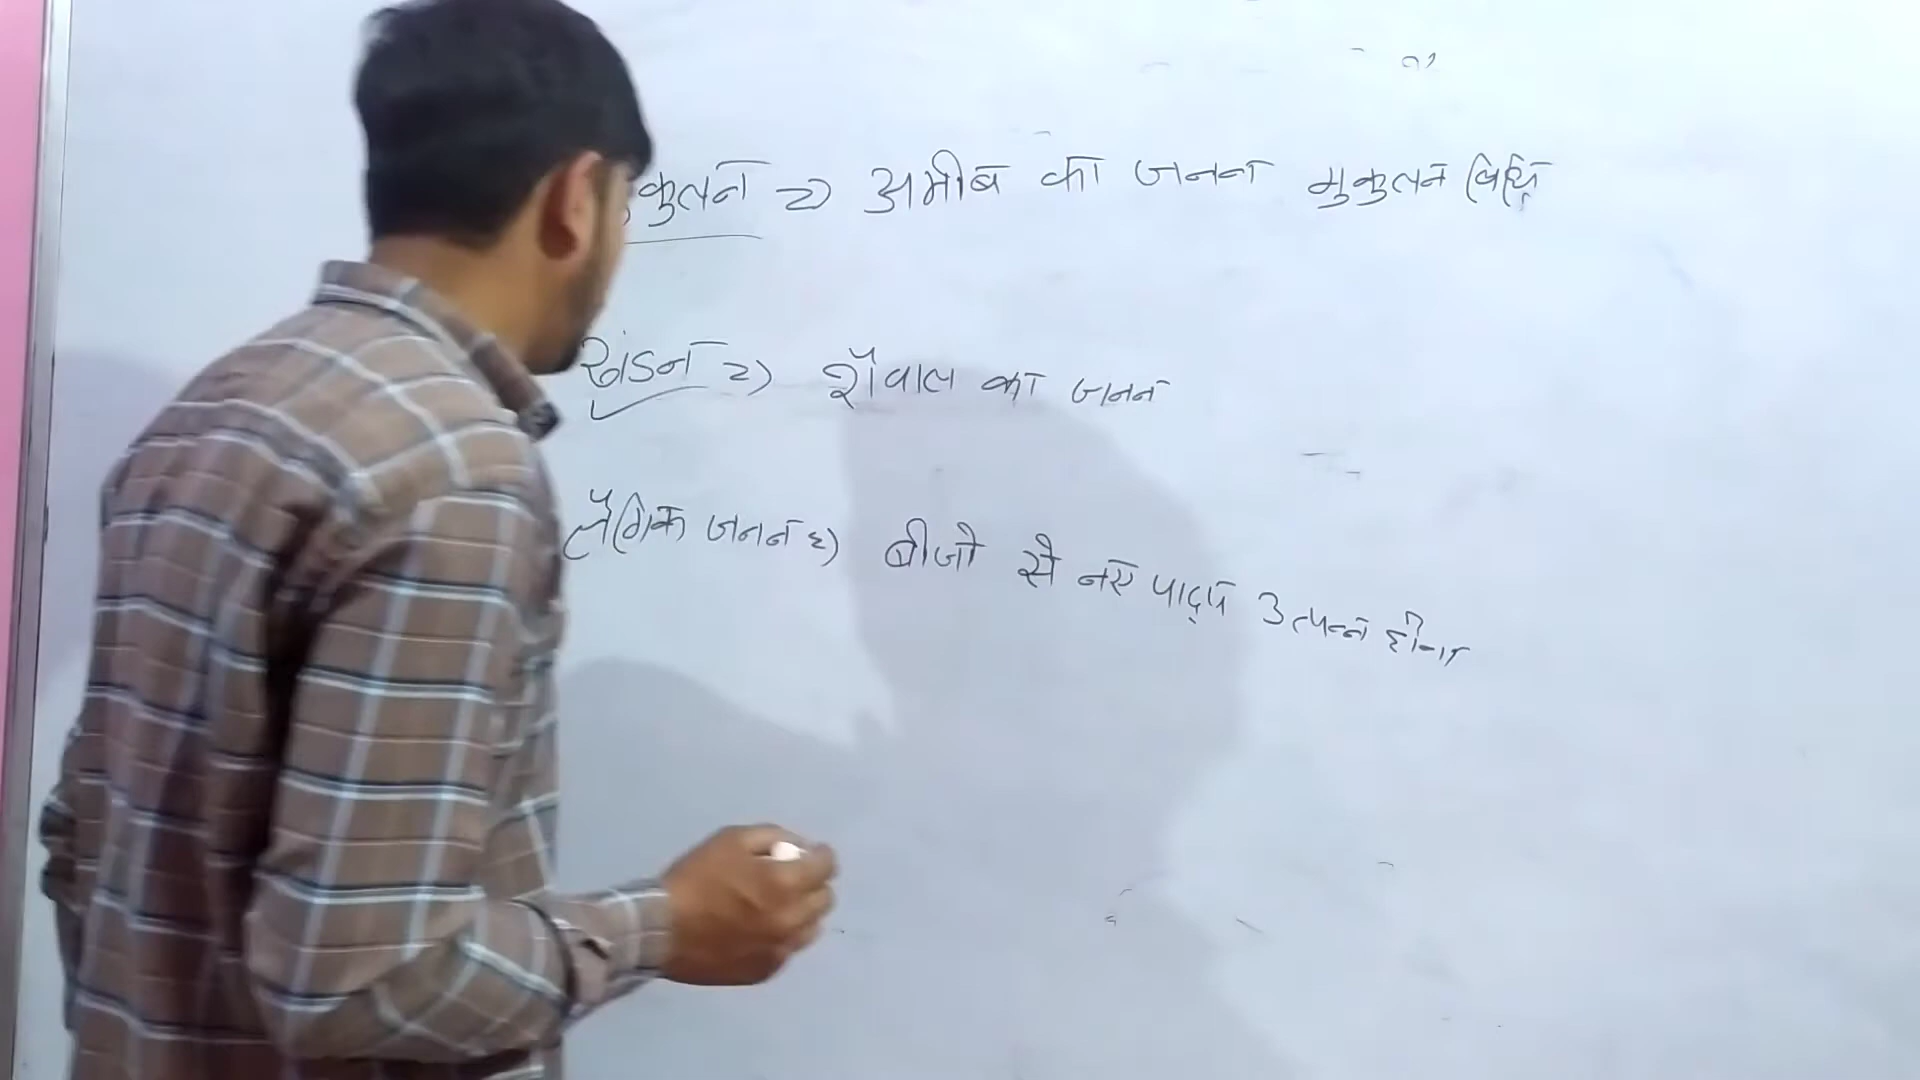 कुलन => अमीब का जनन मुकुलन विधि
खंडन => शैवाल का जनन
लैंगिक जनन => बीजो से नए पादप उत्पन्न होना